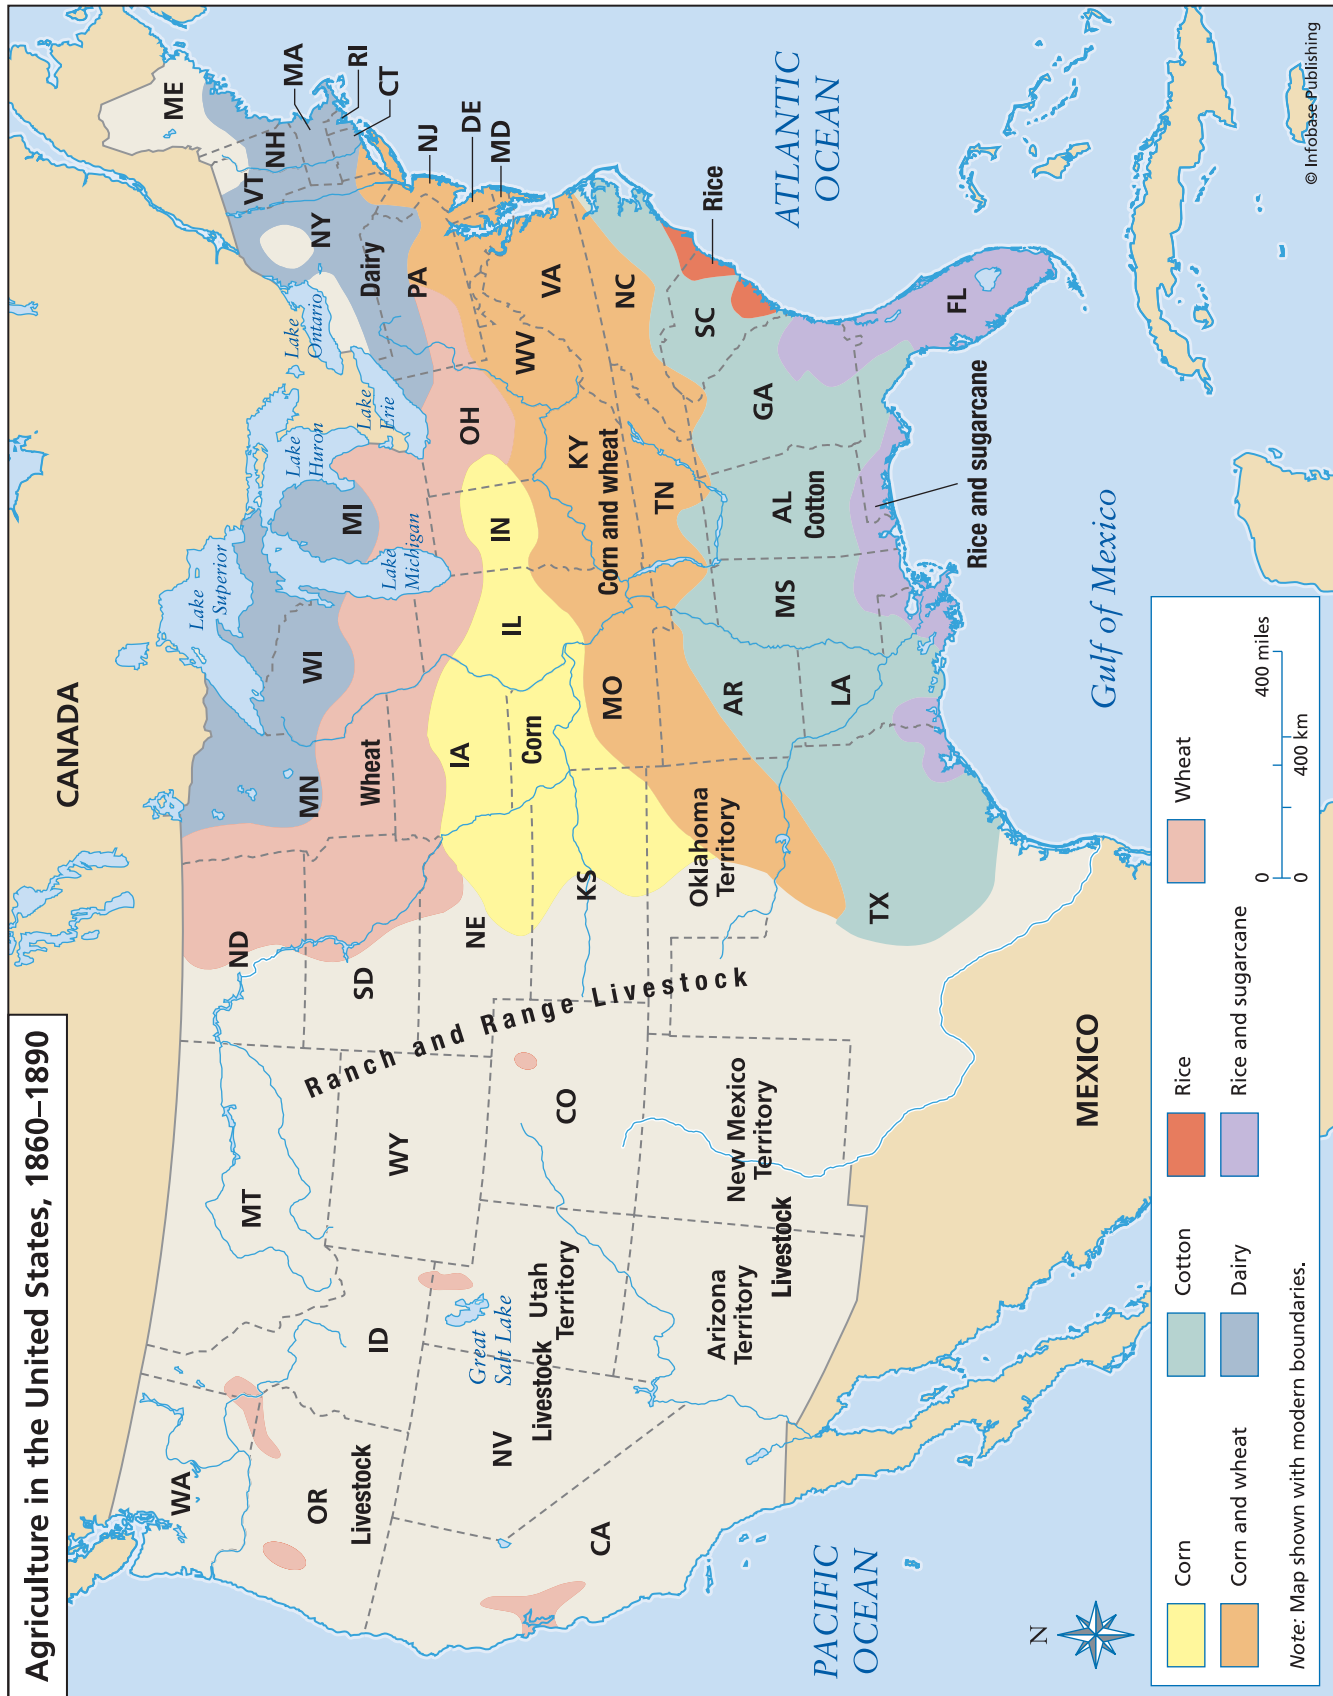 Agriculture in the United States, 1860–1890
CANADA
WA
MT
ND
MN
Lake
Superior
WI
MI
Lake
Huron
Lake
Ontario
Lake
Erie
Lake
Michigan
ME
VT
NH
NY
MA
RI
CT
Dairy
PA
NJ
DE
MD
OR
Livestock
ID
WY
SD
Wheat
Ranch and Range Livestock
NE
IA
IL
IN
OH
WV
VA
Great
Salt Lake
NV
Livestock
Utah
Territory
CO
KS
Corn
MO
KY
Corn and wheat
TN
NC
SC
Rice
CA
Arizona
Territory
Livestock
New Mexico
Territory
Oklahoma
Territory
AR
MS
AL
Cotton
GA
TX
LA
FL
Rice and sugarcane
ATLANTIC
OCEAN
PACIFIC
OCEAN
MEXICO
Gulf of Mexico
N
Corn
Cotton
Rice
Wheat
Corn and wheat
Dairy
Rice and sugarcane
0 400 miles
0 400 km
Note: Map shown with modern boundaries.
© Infobase Publishing